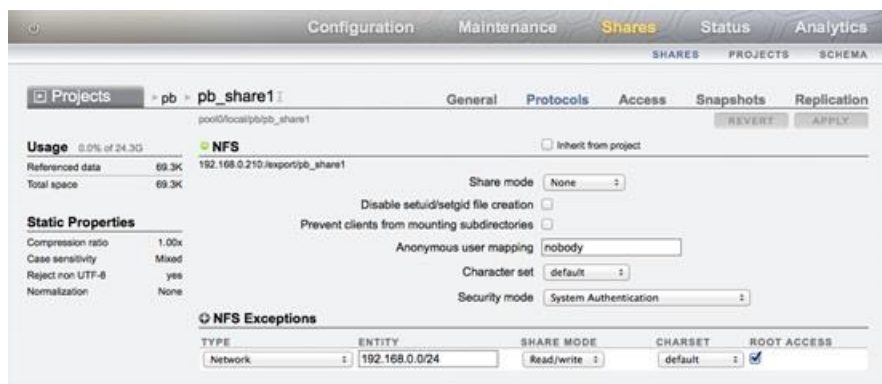 Configuration Maintenance Shares Status Analytics
SHARES PROJECTS SCHEMA
Projects pb pb_share1
General Protocols Access Snapshots Replication
pool0/local/pb/pb_share1
REVERT APPLY
Usage 0.0% of 24.3G
NFS
Inherit from project
Referenced data 69.3K
192.168.0.210:/export/pb_share1
Total space 69.3K
Share mode None
Disable setuid/setgid file creation
Static Properties
Prevent clients from mounting subdirectories
Compression ratio 1.00x
Anonymous user mapping nobody
Case sensitivity Mixed
Reject non UTF-8 yes
Character set default
Normalization None
Security mode System Authentication
NFS Exceptions
TYPE ENTITY SHARE MODE CHARSET ROOT ACCESS
Network 192.168.0.0/24 Read/write default